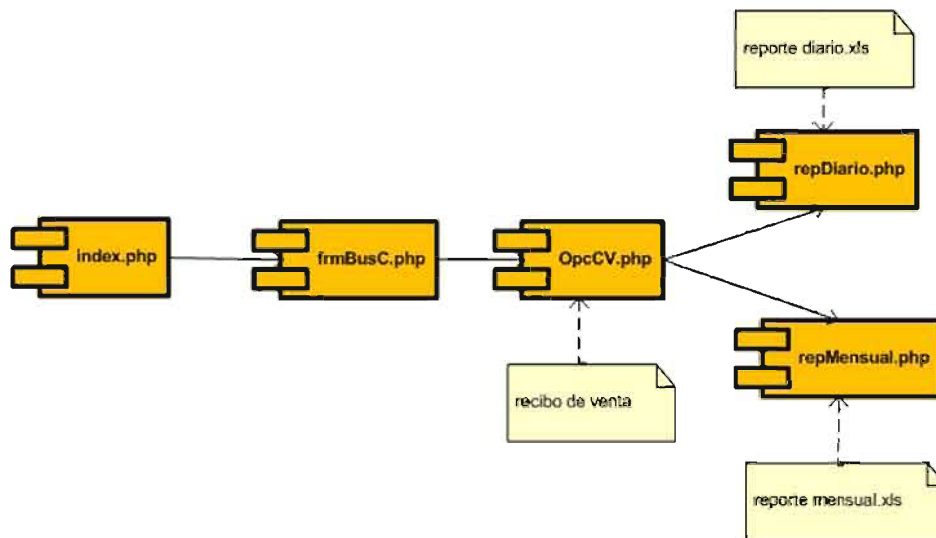 reporte diario.xls
repDiario.php
index.php
frmBusC.php
OpcCV.php
repMensual.php
recibo de venta
reporte mensual.xls